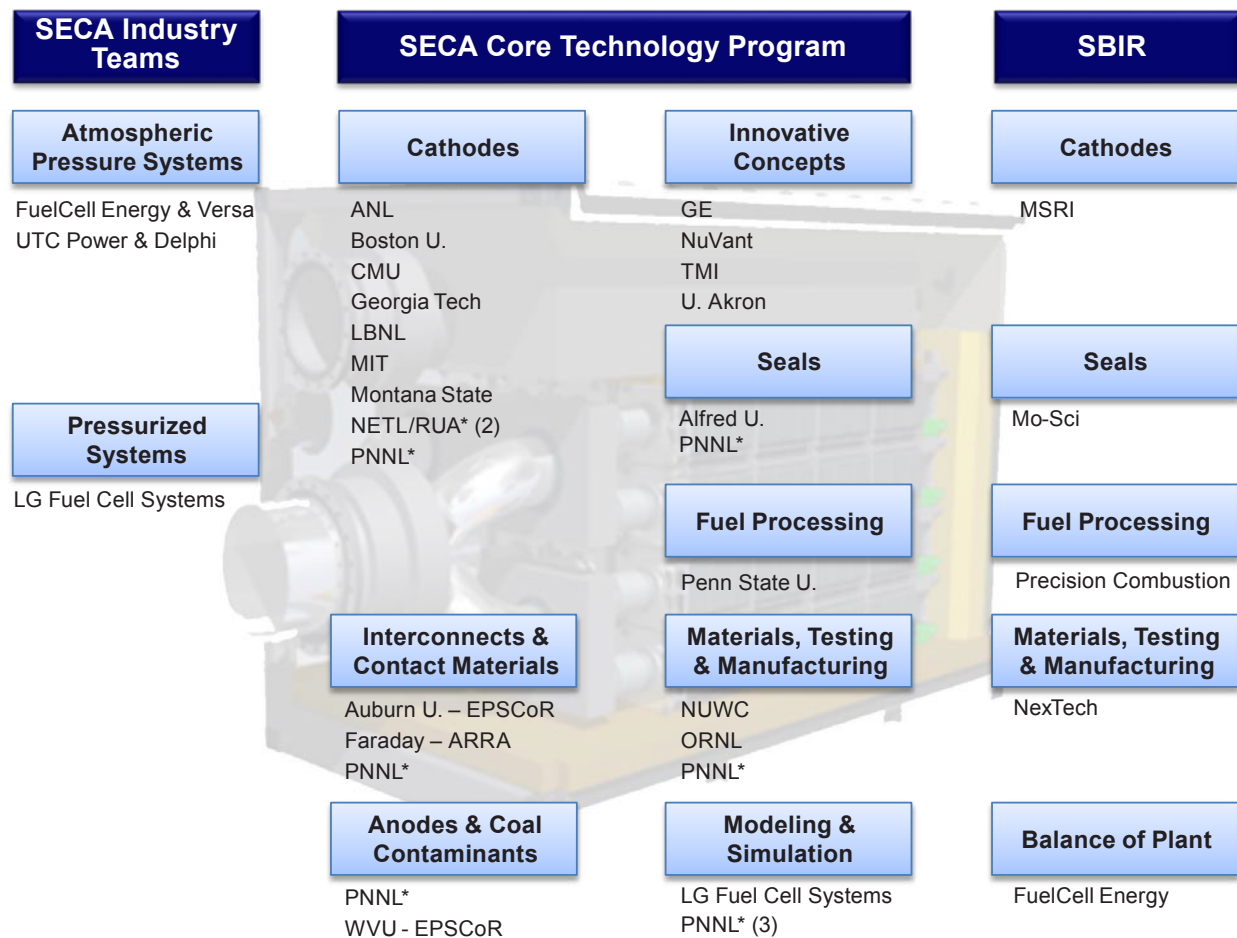 SECA Industry
Teams
SECA Core Technology Program
SBIR
Atmospheric
Pressure Systems
FuelCell Energy & Versa
UTC Power & Delphi
Pressurized
Systems
LG Fuel Cell Systems
Cathodes
ANL
Boston U.
CMU
Georgia Tech
LBNL
MIT
Montana State
NETL/RUA* (2)
PNNL*
Interconnects &
Contact Materials
Auburn U. – EPSCoR
Faraday – ARRA
PNNL*
Anodes & Coal
Contaminants
PNNL*
WVU - EPSCoR
Innovative
Concepts
GE
NuVant
TMI
U. Akron
Seals
Alfred U.
PNNL*
Fuel Processing
Penn State U.
Materials, Testing
& Manufacturing
NUWC
ORNL
PNNL*
Modeling &
Simulation
LG Fuel Cell Systems
PNNL* (3)
Cathodes
MSRI
Seals
Mo-Sci
Fuel Processing
Precision Combustion
Materials, Testing
& Manufacturing
NexTech
Balance of Plant
FuelCell Energy